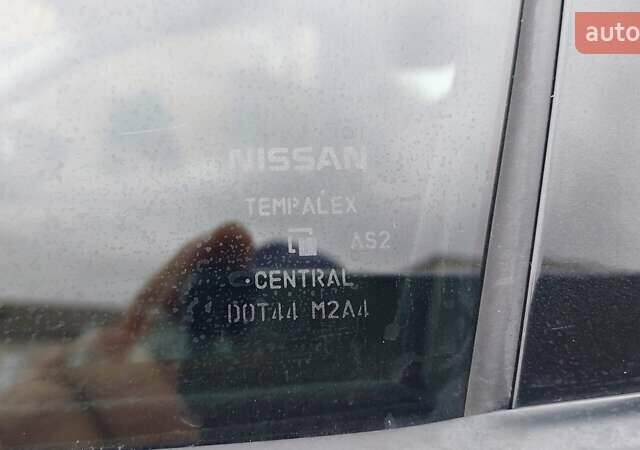 auto
NISSAN
TEMPALEX
AS2
·CENTRAL
DOT44 M2A4